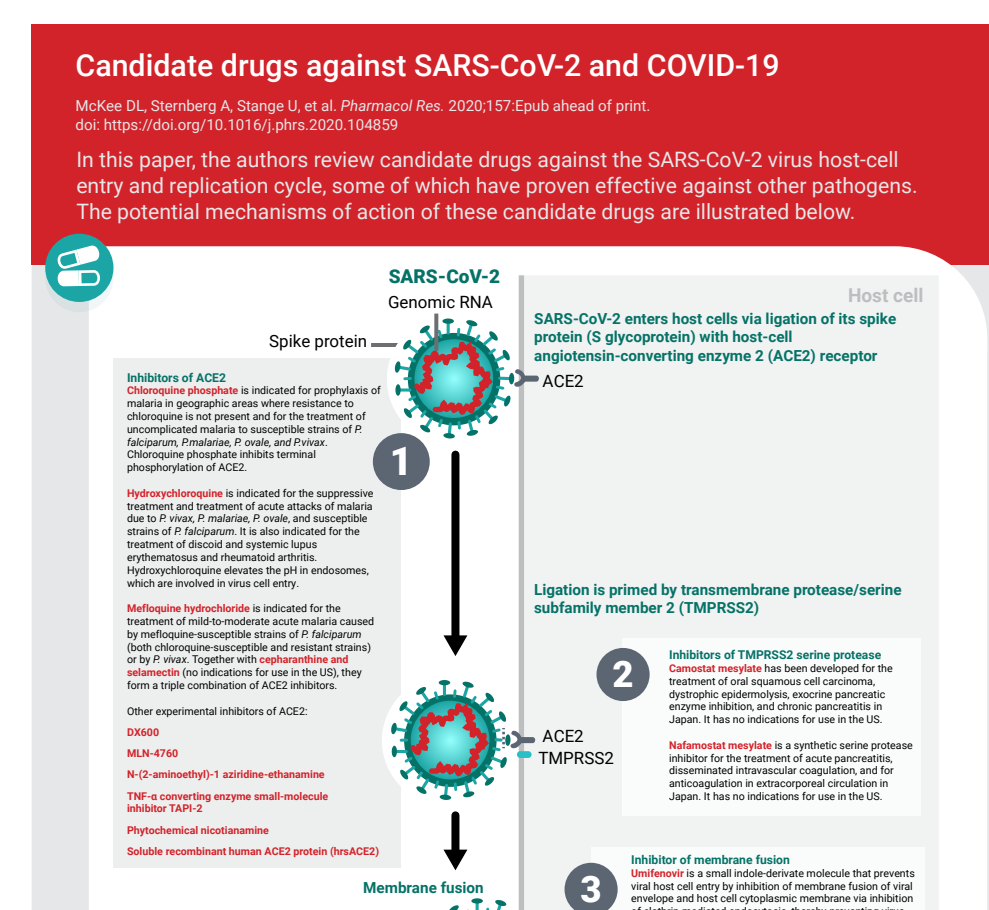 Candidate drugs against SARS-CoV-2 and COVID-19
McKee DL, Sternberg A, Stange U, et al. Pharmacol Res. 2020;157:Epub ahead of print.
doi: https://doi.org/10.1016/j.phrs.2020.104859
In this paper, the authors review candidate drugs against the SARS-CoV-2 virus host-cell
entry and replication cycle, some of which have proven effective against other pathogens.
The potential mechanisms of action of these candidate drugs are illustrated below.
SARS-CoV-2
Genomic RNA
Spike protein
Host cell
SARS-CoV-2 enters host cells via ligation of its spike
protein (S glycoprotein) with host-cell
angiotensin-converting enzyme 2 (ACE2) receptor
ACE2
1
Inhibitors of ACE2
Chloroquine phosphate is indicated for prophylaxis of
malaria in geographic areas where resistance to
chloroquine is not present and for the treatment of
uncomplicated malaria to susceptible strains of P.
falciparum, P.malariae, P. ovale, and P.vivax.
Chloroquine phosphate inhibits terminal
phosphorylation of ACE2.
Hydroxychloroquine is indicated for the suppressive
treatment and treatment of acute attacks of malaria
due to P. vivax, P. malariae, P. ovale, and susceptible
strains of P. falciparum. It is also indicated for the
treatment of discoid and systemic lupus
erythematosus and rheumatoid arthritis.
Hydroxychloroquine elevates the pH in endosomes,
which are involved in virus cell entry.
Mefloquine hydrochloride is indicated for the
treatment of mild-to-moderate acute malaria caused
by mefloquine-susceptible strains of P. falciparum
(both chloroquine-susceptible and resistant strains)
or by P. vivax. Together with cepharanthine and
selamectin (no indications for use in the US), they
form a triple combination of ACE2 inhibitors.
Other experimental inhibitors of ACE2:
DX600
MLN-4760
N-(2-aminoethyl)-1 aziridine-ethanamine
TNF-α converting enzyme small-molecule
inhibitor TAPI-2
Phytochemical nicotianamine
Soluble recombinant human ACE2 protein (hrsACE2)
Ligation is primed by transmembrane protease/serine
subfamily member 2 (TMPRSS2)
2
Inhibitors of TMPRSS2 serine protease
Camostat mesylate has been developed for the
treatment of oral squamous cell carcinoma,
dystrophic epidermolysis, exocrine pancreatic
enzyme inhibition, and chronic pancreatitis in
Japan. It has no indications for use in the US.
Nafamostat mesylate is a synthetic serine protease
inhibitor for the treatment of acute pancreatitis,
disseminated intravascular coagulation, and for
anticoagulation in extracorporeal circulation in
Japan. It has no indications for use in the US.
ACE2
TMPRSS2
Membrane fusion
3
Inhibitor of membrane fusion
Umifenovir is a small indole-derivate molecule that prevents
viral host cell entry by inhibition of membrane fusion of viral
envelope and host cell cytoplasmic membrane via inhibition